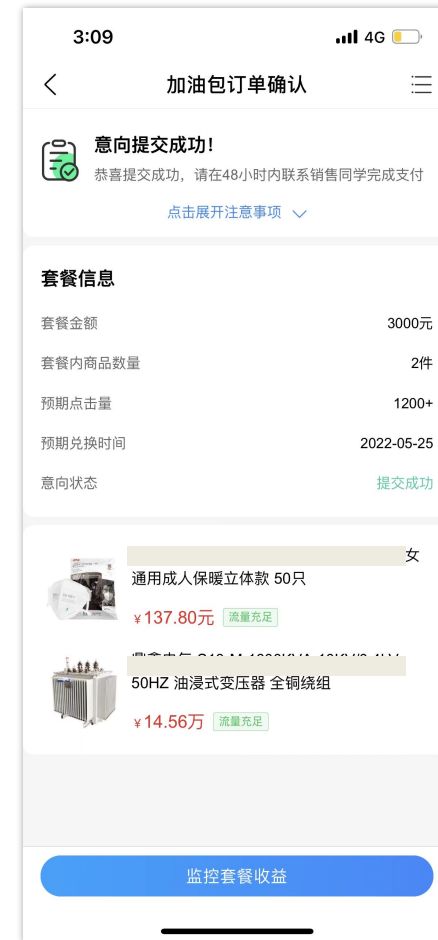 3:09
4G
加油包订单确认
意向提交成功!
恭喜提交成功，请在48小时内联系销售同学完成支付
点击展开注意事项
套餐信息
套餐金额 3000元
套餐内商品数量 2件
预期点击量 1200+
预期兑换时间 2022-05-25
意向状态 提交成功
女
通用成人保暖立体款 50只
¥137.80元 流量充足
50HZ 油浸式变压器 全铜绕组
¥14.56万 流量充足
监控套餐收益